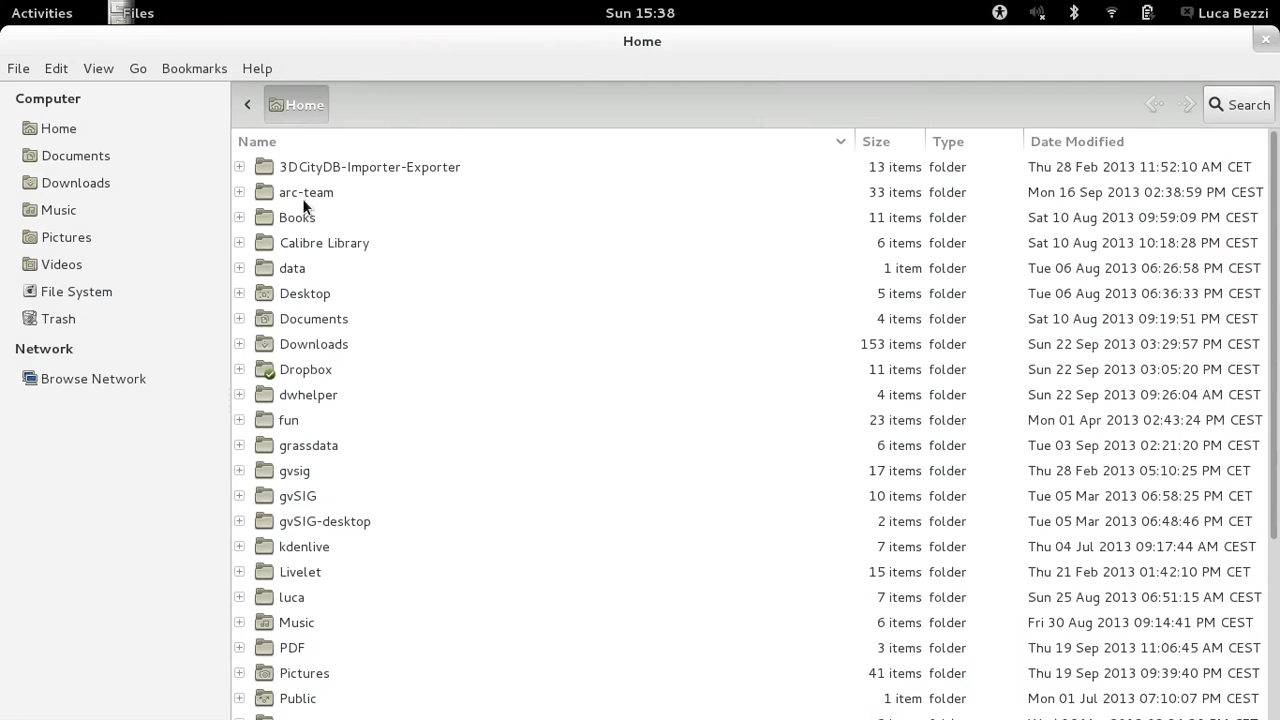 Activities Files Sun 15:38 Luca Bezzi
Home
File Edit View Go Bookmarks Help
Computer
Home
Documents
Downloads
Music
Pictures
Videos
File System
Trash
Network
Browse Network
Home Search
Name Size Type Date Modified
3DCityDB-Importer-Exporter 13 items folder Thu 28 Feb 2013 11:52:10 AM CET
arc-team 33 items folder Mon 16 Sep 2013 02:38:59 PM CEST
Books 11 items folder Sat 10 Aug 2013 09:59:09 PM CEST
Calibre Library 6 items folder Sat 10 Aug 2013 10:18:28 PM CEST
data 1 item folder Tue 06 Aug 2013 06:26:58 PM CEST
Desktop 5 items folder Tue 06 Aug 2013 06:36:33 PM CEST
Documents 4 items folder Sat 10 Aug 2013 09:19:51 PM CEST
Downloads 153 items folder Sun 22 Sep 2013 03:29:57 PM CEST
Dropbox 11 items folder Sun 22 Sep 2013 03:05:20 PM CEST
dwhelper 4 items folder Sun 22 Sep 2013 09:26:04 AM CEST
fun 23 items folder Mon 01 Apr 2013 02:43:24 PM CEST
grassdata 6 items folder Tue 03 Sep 2013 02:21:20 PM CEST
gvsig 17 items folder Thu 28 Feb 2013 05:10:25 PM CET
gvSIG 10 items folder Tue 05 Mar 2013 06:58:25 PM CET
gvSIG-desktop 2 items folder Tue 05 Mar 2013 06:48:46 PM CET
kdenlive 7 items folder Thu 04 Jul 2013 09:17:44 AM CEST
Livelet 15 items folder Thu 21 Feb 2013 01:42:10 PM CET
luca 7 items folder Sun 25 Aug 2013 06:51:15 AM CEST
Music 6 items folder Fri 30 Aug 2013 09:14:41 PM CEST
PDF 3 items folder Thu 19 Sep 2013 11:06:45 AM CEST
Pictures 41 items folder Thu 19 Sep 2013 09:39:40 PM CEST
Public 1 item folder Mon 01 Jul 2013 07:10:07 PM CEST